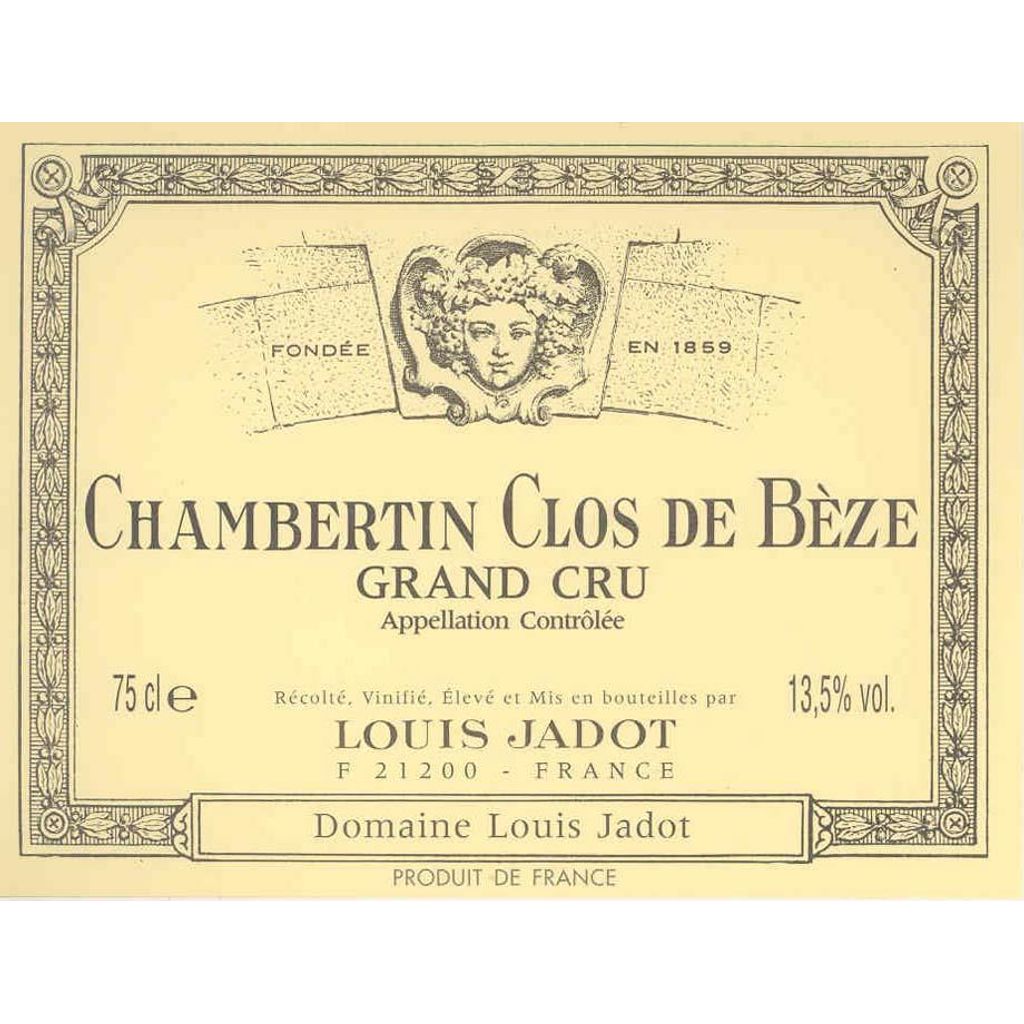 FONDÉE EN 1859
CHAMBERTIN CLOS DE BÈZE
GRAND CRU
Appellation Contrôlée
75 cl e
Récolté, Vinifié, Élevé et Mis en bouteilles par
13,5% vol.
LOUIS JADOT
F 21200 - FRANCE
Domaine Louis Jadot
PRODUIT DE FRANCE